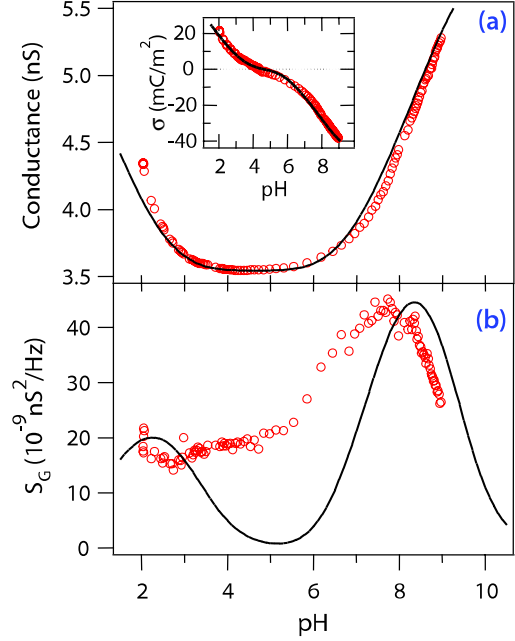 (a)
5.5
5.0
4.5
4.0
3.5
Conductance (nS)
20
0
-20
-40
σ (mC/m²)
2 4 6 8
pH
(b)
40
30
20
10
0
S_G (10⁻⁹nS²/Hz)
2 4 6 8 10
pH